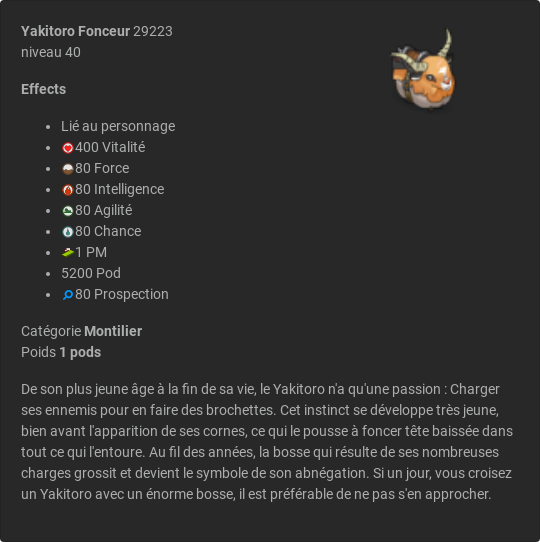 Yakitoro Fonceur 29223
niveau 40
Effects
Lié au personnage
400 Vitalité
80 Force
80 Intelligence
80 Agilité
80 Chance
1 PM
5200 Pod
80 Prospection
Catégorie Montilier
Poids 1 pods
De son plus jeune âge à la fin de sa vie, le Yakitoro n'a qu'une passion : Charger
ses ennemis pour en faire des brochettes. Cet instinct se développe très jeune,
bien avant l'apparition de ses cornes, ce qui le pousse à foncer tête baissée dans
tout ce qui l'entoure. Au fil des années, la bosse qui résulte de ses nombreuses
charges grossit et devient le symbole de son abnégation. Si un jour, vous croisez
un Yakitoro avec un énorme bosse, il est préférable de ne pas s'en approcher.